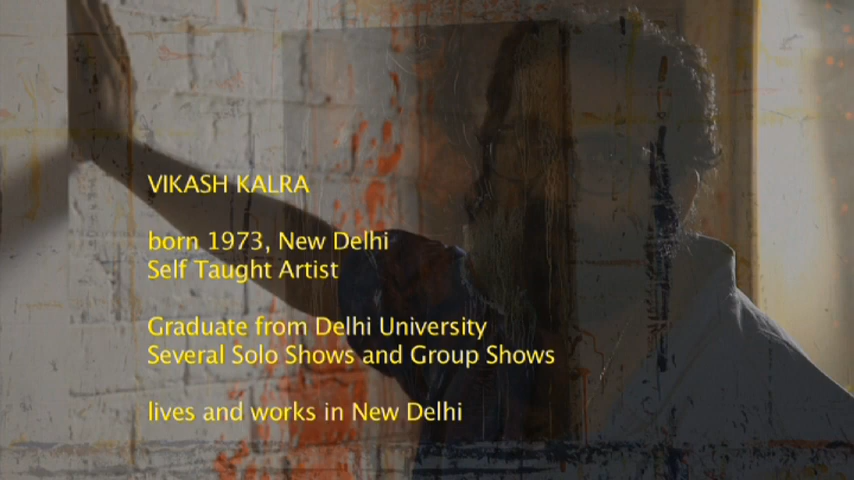 VIKASH KALRA
born 1973, New Delhi
Self Taught Artist
Graduate from Delhi University
Several Solo Shows and Group Shows
lives and works in New Delhi